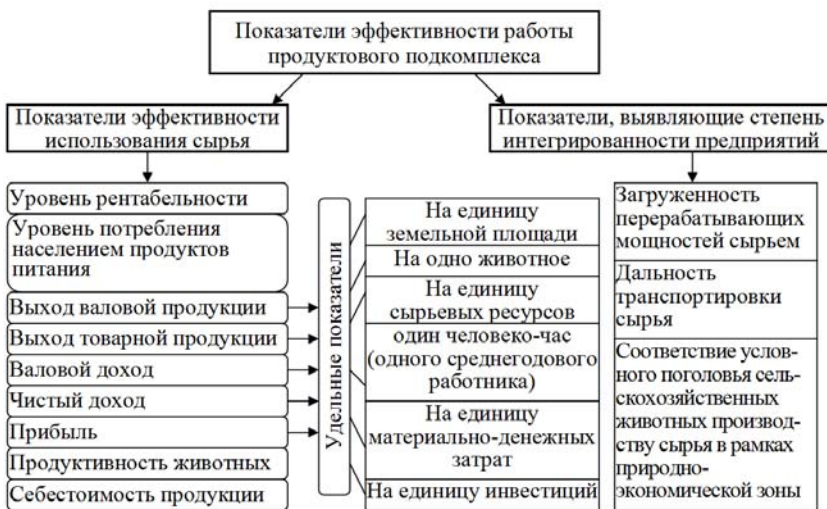 Показатели эффективности работы
продуктового подкомплекса
Показатели эффективности
использования сырья
Показатели, выявляющие степень
интегрированности предприятий
Уровень рентабельности
Уровень потребления
населением продуктов
питания
Выход валовой продукции
Выход товарной продукции
Валовой доход
Чистый доход
Прибыль
Продуктивность животных
Себестоимость продукции
Удельные показатели
На единицу
земельной площади
На одно животное
На единицу
сырьевых ресурсов
один человеко-час
(одного среднегодового
работника)
На единицу
материально-денежных
затрат
На единицу инвестиций
Загруженность
перерабатывающих
мощностей сырьем
Дальность
транспортировки
сырья
Соответствие услов-
ного поголовья сель-
скохозяйственных
животных производ-
ству сырья в рамках
природно-
экономической зоны